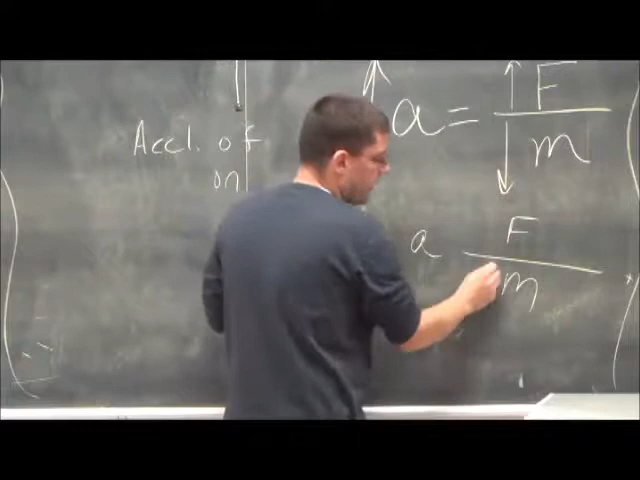 Accl. of
on
↑ a = ↑ F
↓ m
a F
m